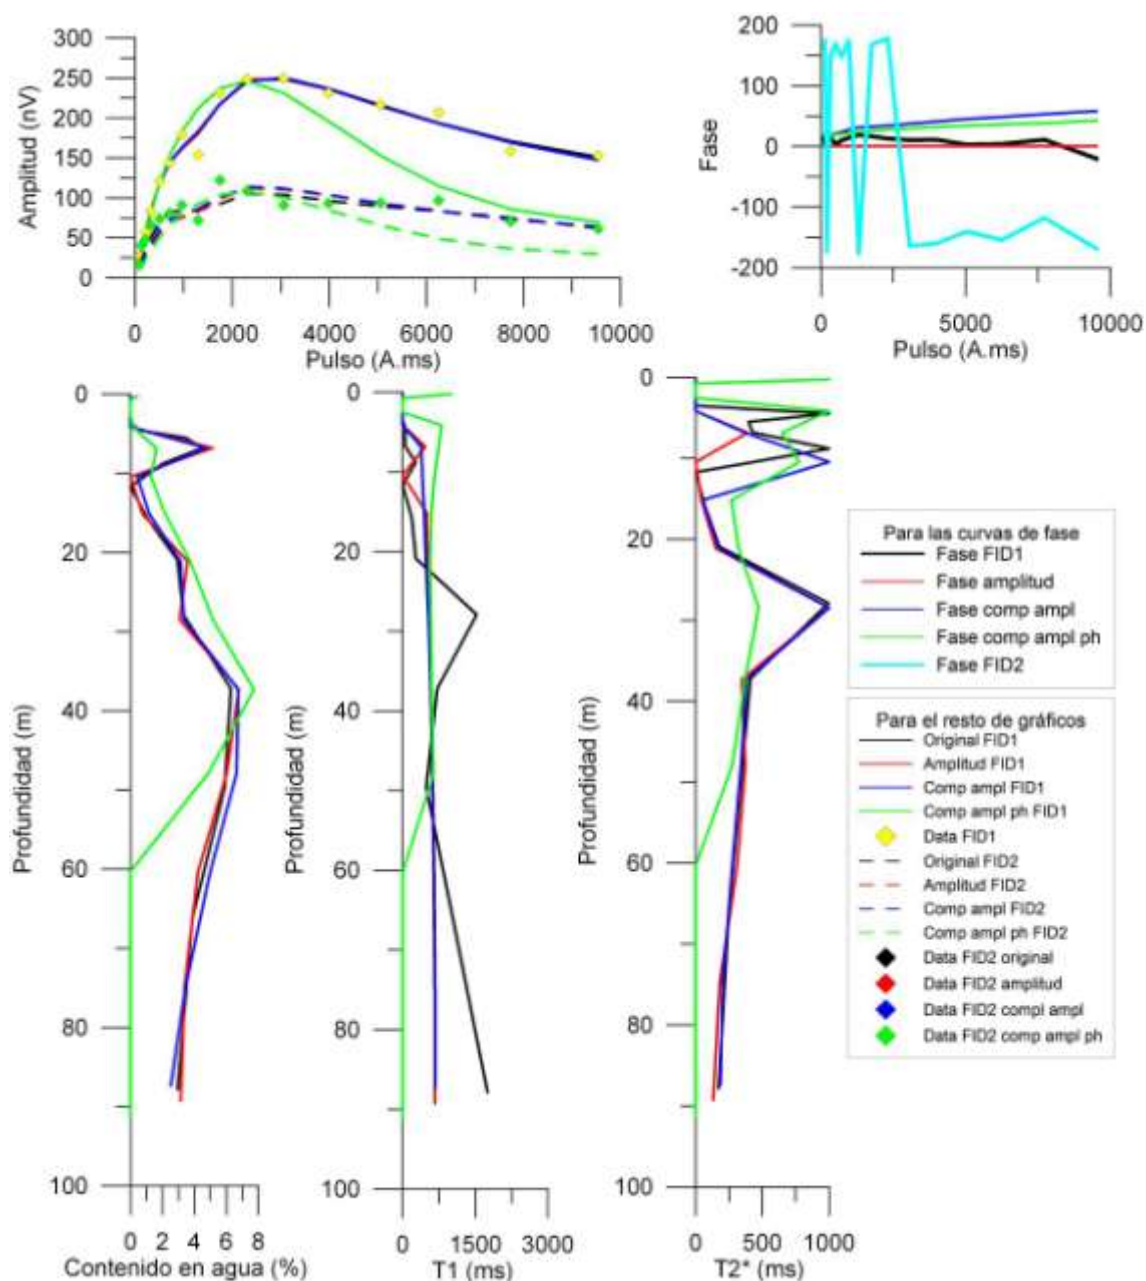 300
250
200
150
100
50
0
Amplitud (nV)
0 2000 4000 6000 8000 10000
Pulso (A.ms)
200
100
0
-100
-200
Fase
0 5000 10000
Pulso (A.ms)
0
20
40
60
80
100
Profundidad (m)
0 2 4 6 8
Contenido en agua (%)
0
20
40
60
80
100
Profundidad (m)
0 1500 3000
T1 (ms)
0
20
40
60
80
100
Profundidad (m)
0 500 1000
T2* (ms)
Para las curvas de fase
Fase FID1
Fase amplitud
Fase comp ampl
Fase comp ampl ph
Fase FID2
Para el resto de gráficos
Original FID1
Amplitud FID1
Comp ampl FID1
Comp ampl ph FID1
Data FID1
Original FID2
Amplitud FID2
Comp ampl FID2
Comp ampl ph FID2
Data FID2 original
Data FID2 amplitud
Data FID2 compl ampl
Data FID2 comp ampl ph